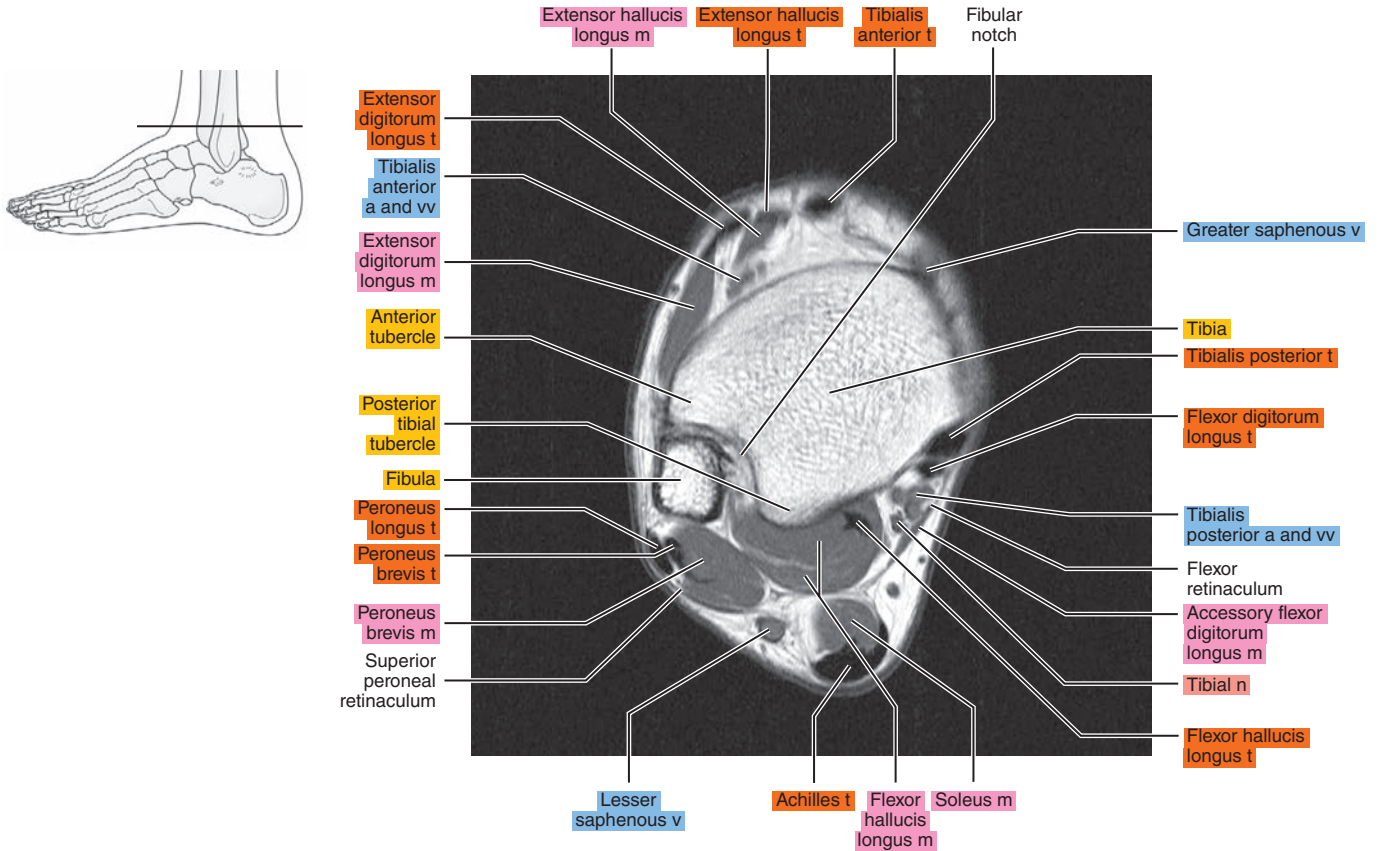 Extensor hallucis
longus m
Extensor hallucis
longus t
Tibialis
anterior t
Fibular
notch
Extensor
digitorum
longus t
Tibialis
anterior
a and vv
Extensor
digitorum
longus m
Anterior
tubercle
Posterior
tibial
tubercle
Fibula
Peroneus
longus t
Peroneus
brevis t
Peroneus
brevis m
Superior
peroneal
retinaculum
Greater saphenous v
Tibia
Tibialis posterior t
Flexor digitorum
longus t
Tibialis
posterior a and vv
Flexor
retinaculum
Accessory flexor
digitorum
longus m
Tibial n
Flexor hallucis
longus t
Lesser
saphenous v
Achilles t
Flexor
hallucis
longus m
Soleus m